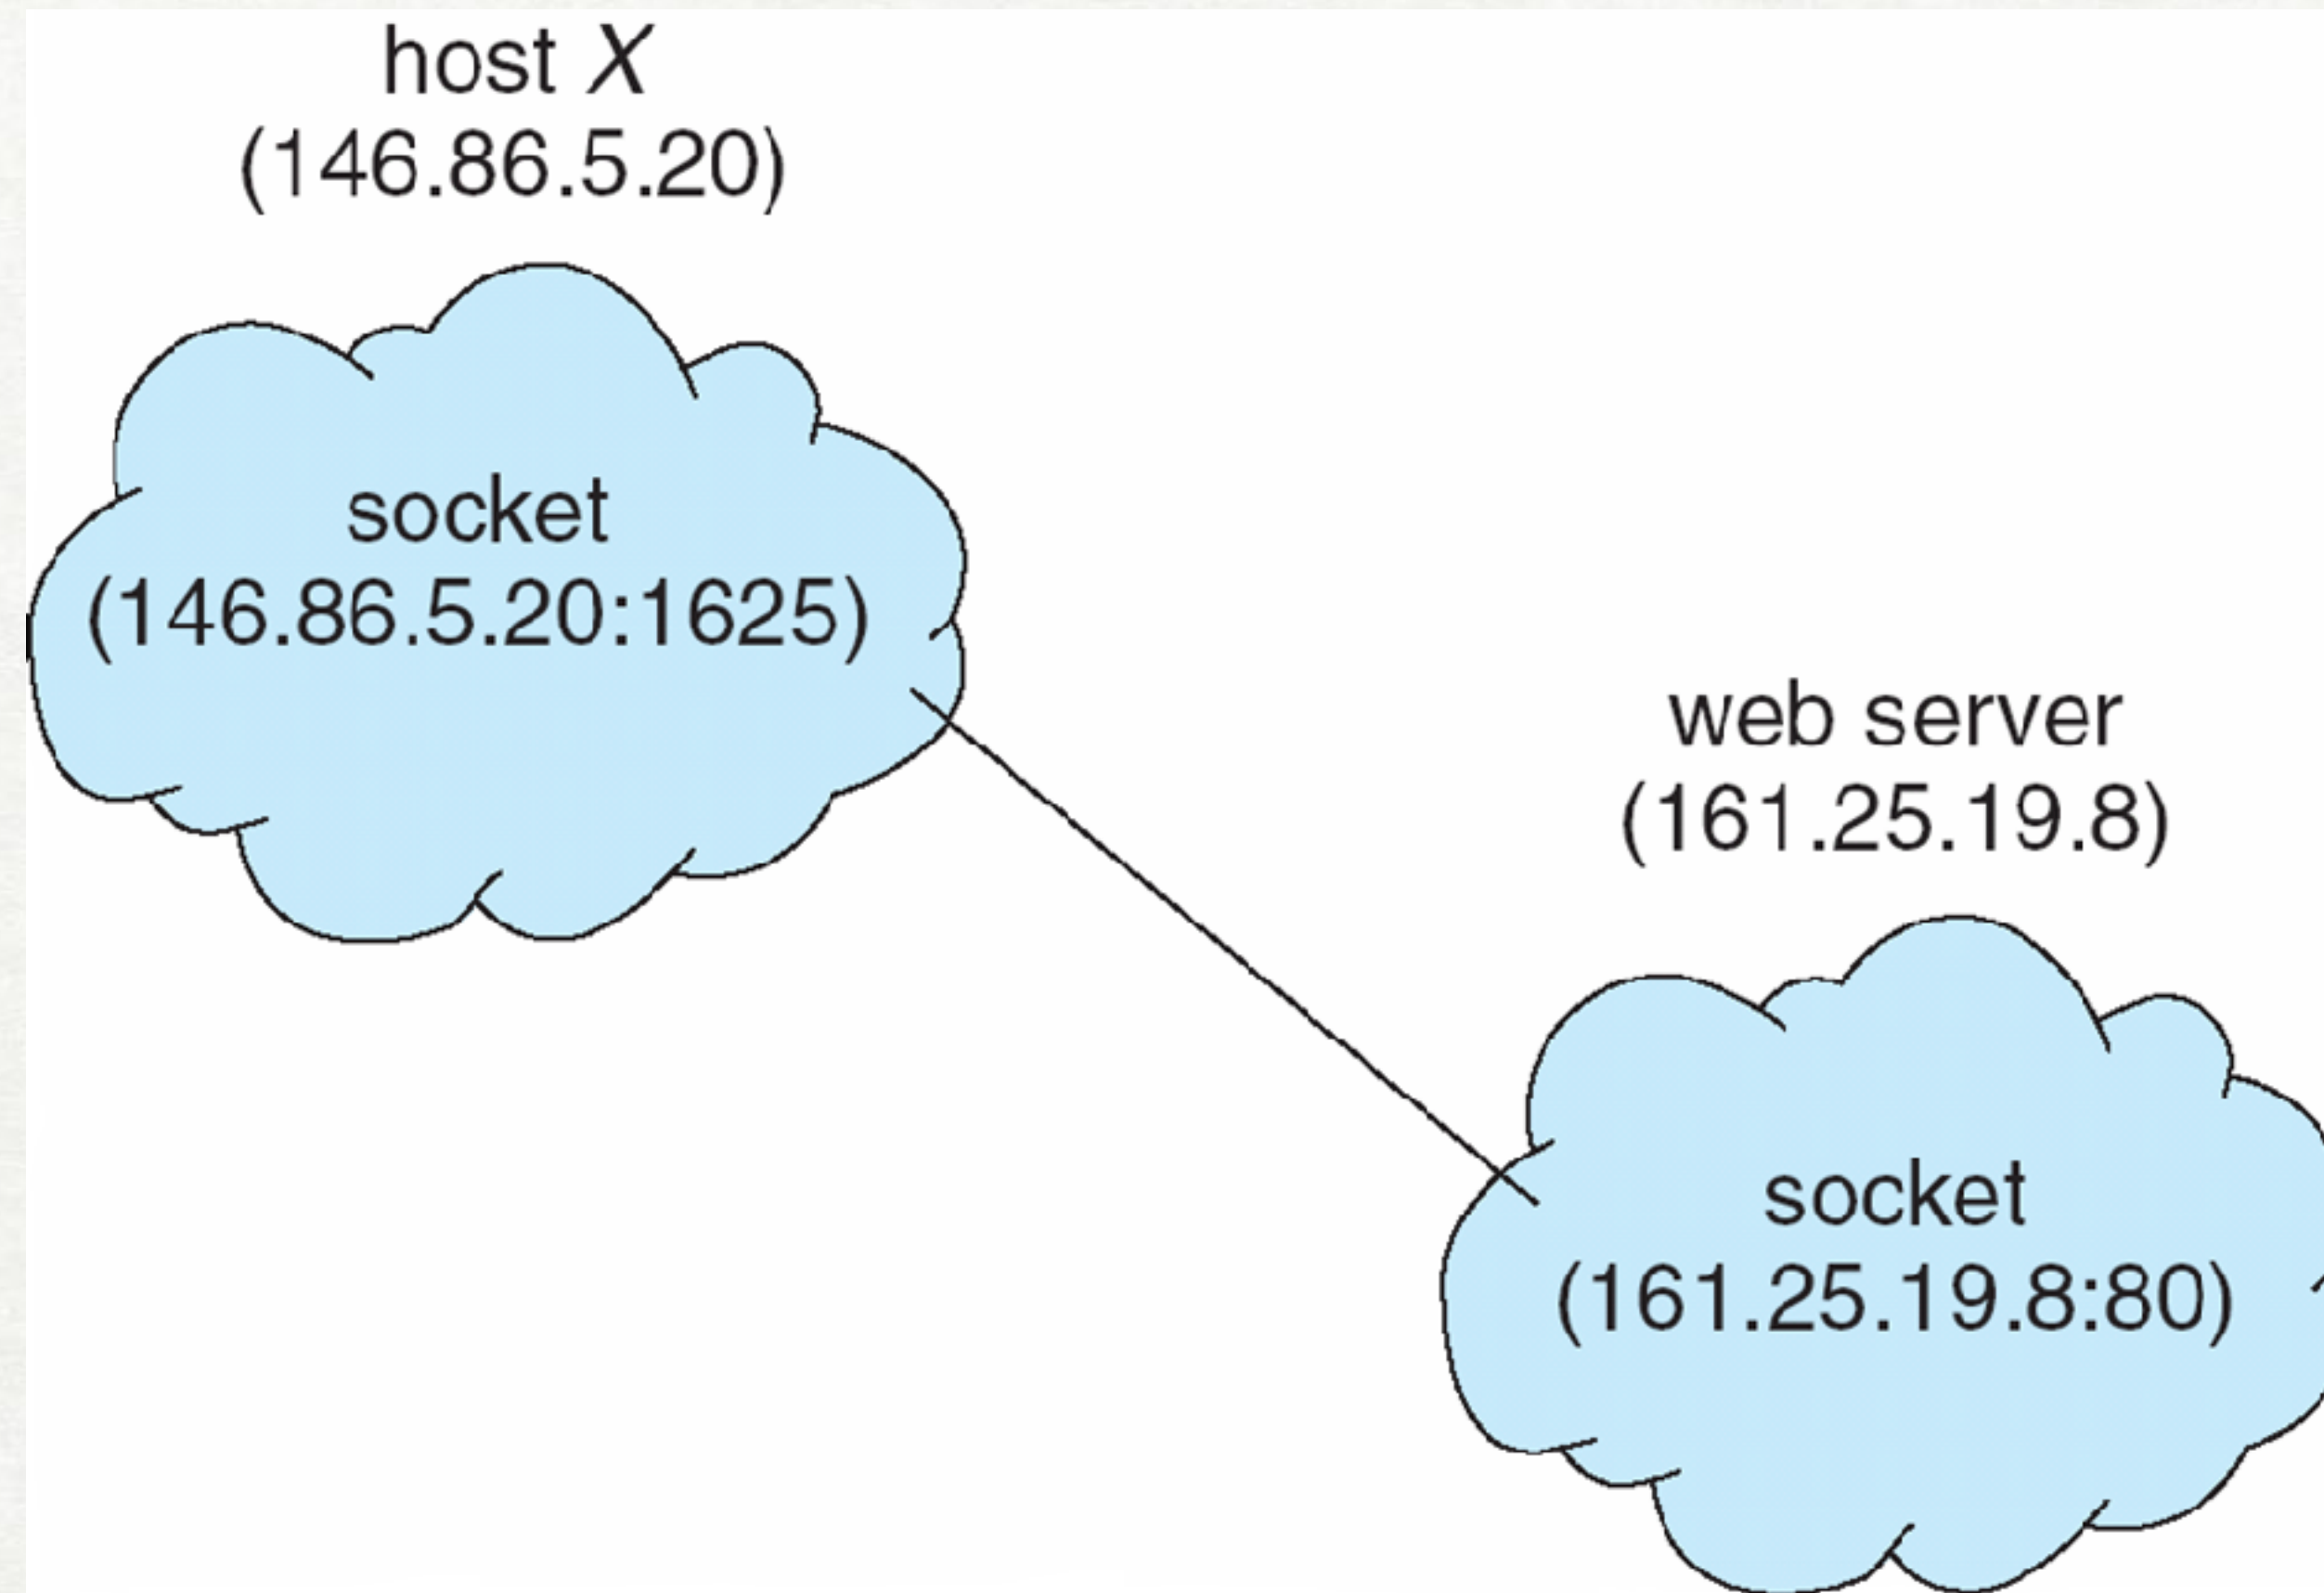 host X
(146.86.5.20)
socket
(146.86.5.20:1625)
web server
(161.25.19.8)
socket
(161.25.19.8:80)